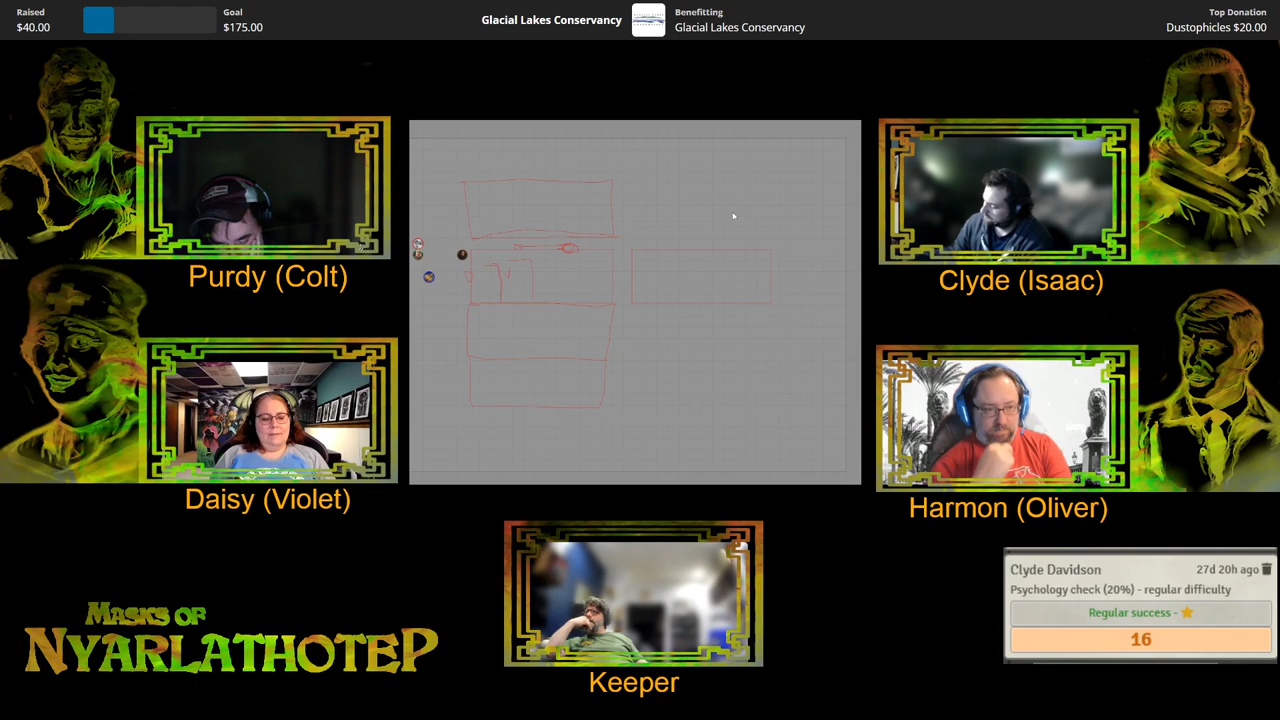 Raised
$40.00
Goal
$175.00
Glacial Lakes Conservancy
Benefitting
Glacial Lakes Conservancy
Top Donation
Dustophicles $20.00
Purdy (Colt)
Clyde (Isaac)
Daisy (Violet)
Harmon (Oliver)
Keeper
MASKS OF
NYARLATHOTEP
Clyde Davidson
27d 20h ago
Psychology check (20%) - regular difficulty
Regular success -
16